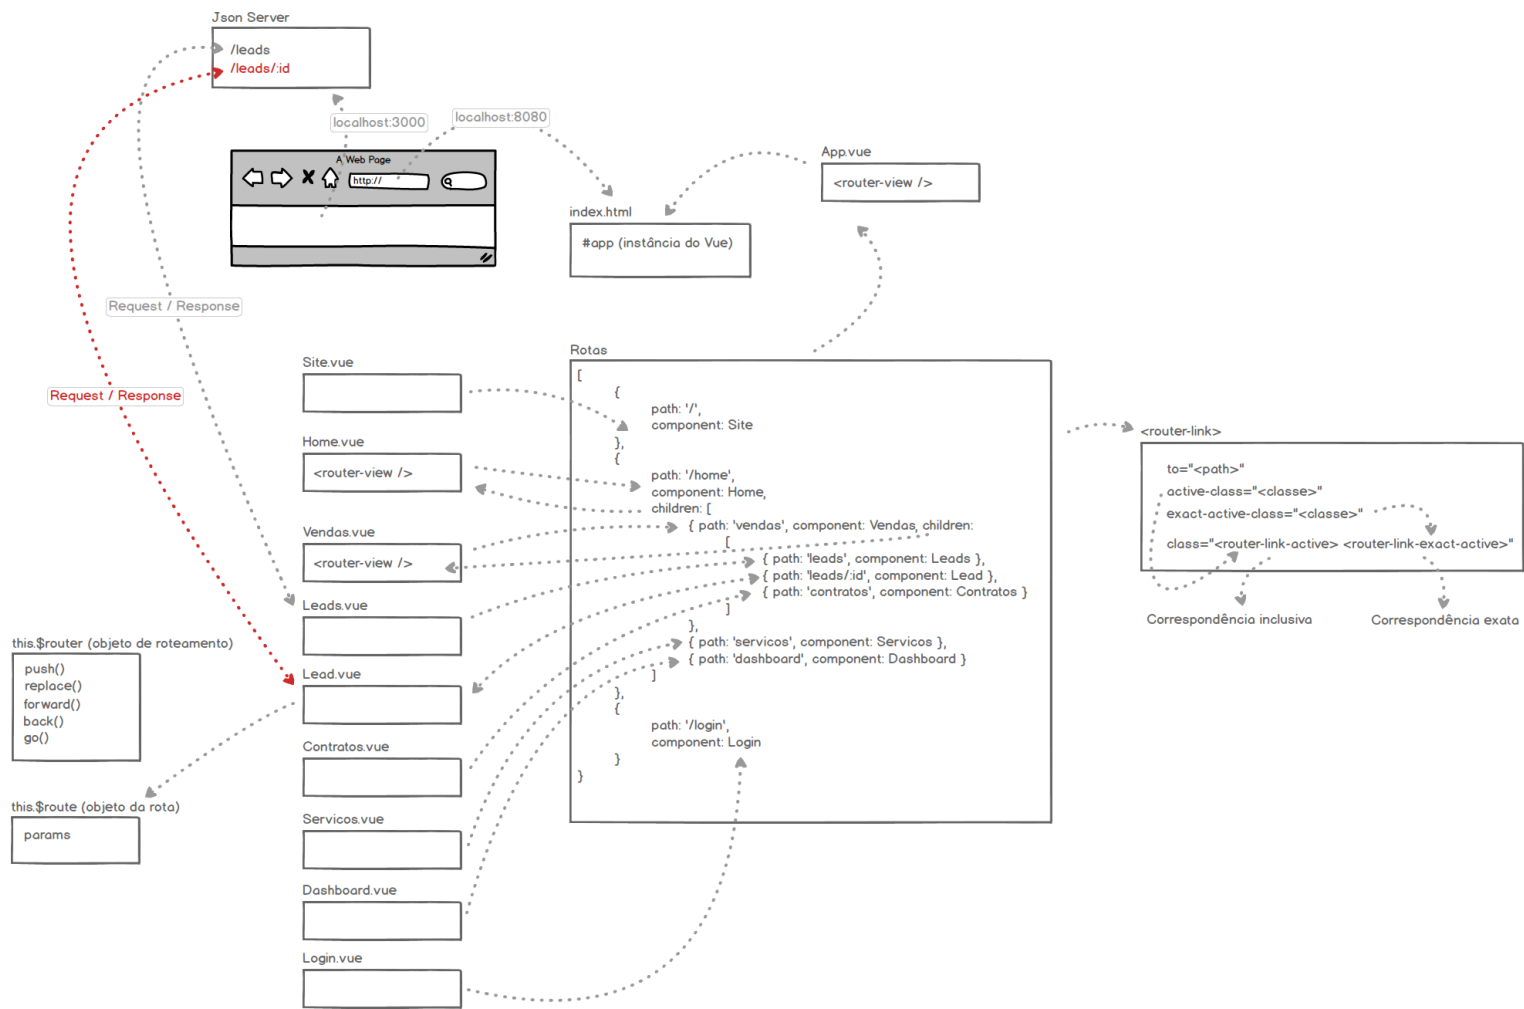 Json Server
/leads
/leads/:id
localhost:3000
localhost:8080
A Web Page
http://
App.vue
<router-view />
index.html
#app (instância do Vue)
Request / Response
Request / Response
Site.vue
Home.vue
<router-view />
Vendas.vue
<router-view />
Leads.vue
Lead.vue
Contratos.vue
Servicos.vue
Dashboard.vue
Login.vue
this.$router (objeto de roteamento)
push()
replace()
forward()
back()
go()
this.$route (objeto da rota)
params
Rotas
[
{
path: '/',
component: Site
},
{
path: '/home',
component: Home,
children: [
{ path: 'vendas', component: Vendas, children:
[
{ path: 'leads', component: Leads },
{ path: 'leads/:id', component: Lead },
{ path: 'contratos', component: Contratos }
]
},
{ path: 'servicos', component: Servicos },
{ path: 'dashboard', component: Dashboard }
]
},
{
path: '/login',
component: Login
}
}
<router-link>
to="<path>"
active-class="<classe>"
exact-active-class="<classe>"
class="<router-link-active> <router-link-exact-active>"
Correspondência inclusiva
Correspondência exata